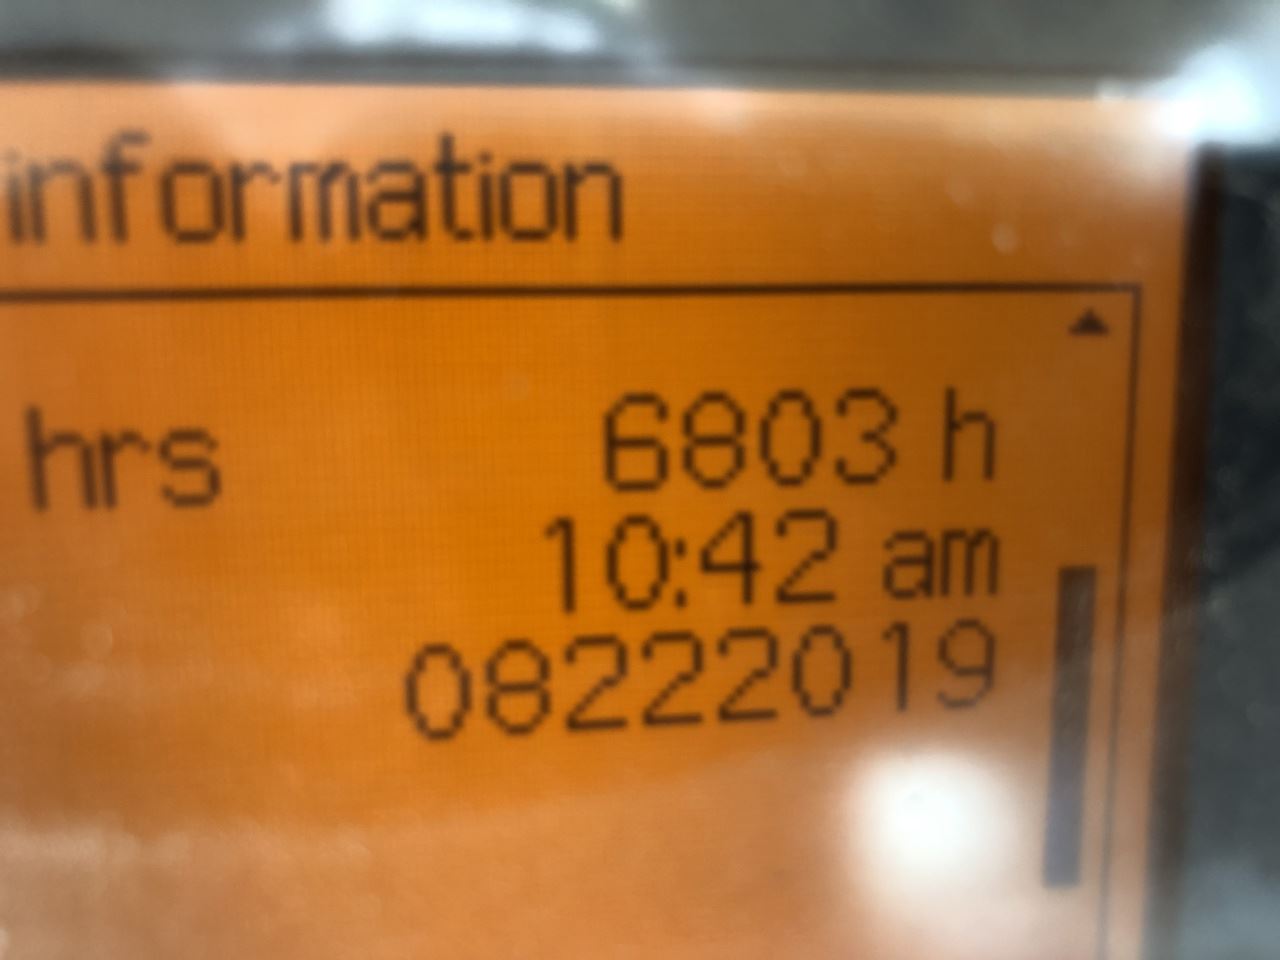 information
hrs 6803 h
10:42 am
08222019